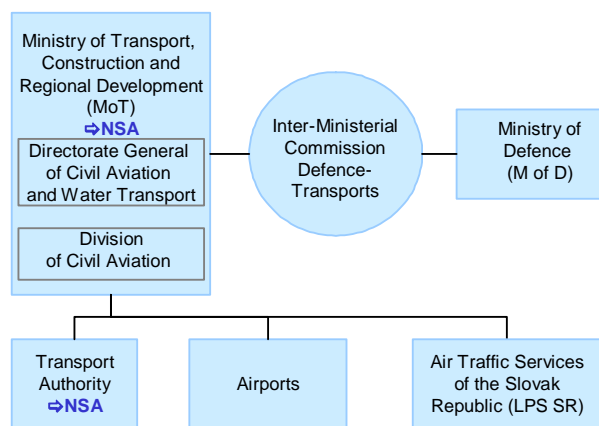 Ministry of Transport,
Construction and
Regional Development
(MoT)
⇨NSA
Directorate General
of Civil Aviation
and Water Transport
Division
of Civil Aviation
Inter-Ministerial
Commission
Defence-
Transports
Ministry of
Defence
(M of D)
Transport
Authority
⇨NSA
Airports
Air Traffic Services
of the Slovak
Republic (LPS SR)